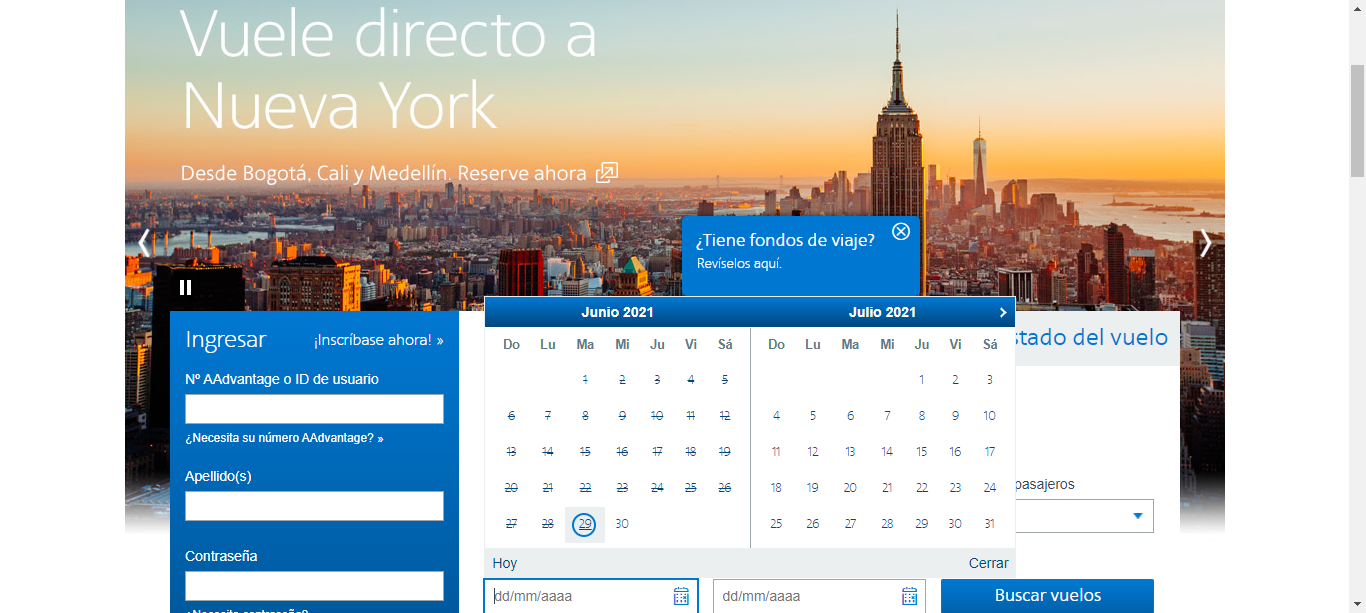 Vuele directo a
Nueva York
Desde Bogotá, Cali y Medellín. Reserve ahora
¿Tiene fondos de viaje?
Revíselos aquí.
Ingresar ¡Inscríbase ahora! »
Nº AAdvantage o ID de usuario
¿Necesita su número AAdvantage? »
Apellido(s)
Contraseña
¿Necesita contraseña?
Junio 2021
Do Lu Ma Mi Ju Vi Sá
1 2 3 4 5
6 7 8 9 10 11 12
13 14 15 16 17 18 19
20 21 22 23 24 25 26
27 28 29 30
Julio 2021
Do Lu Ma Mi Ju Vi Sá
1 2 3
4 5 6 7 8 9 10
11 12 13 14 15 16 17
18 19 20 21 22 23 24
25 26 27 28 29 30 31
Hoy Cerrar
stado del vuelo
pasajeros
dd/mm/aaaa dd/mm/aaaa Buscar vuelos